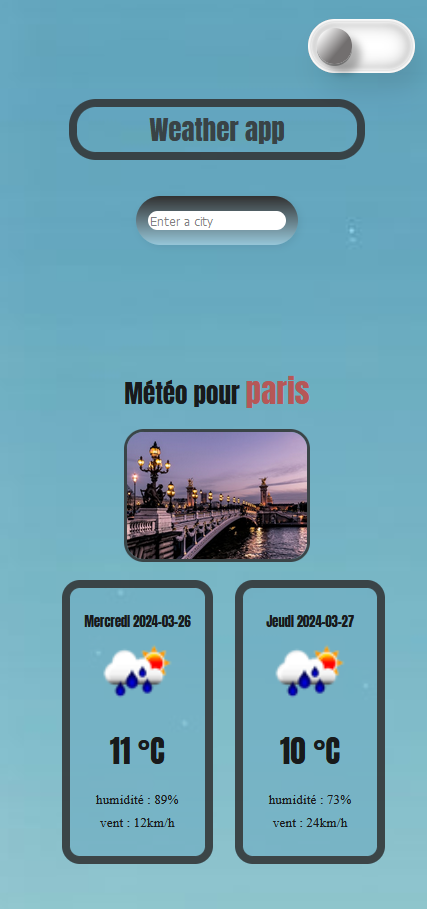 Weather app
Enter a city
Météo pour paris
Mercredi 2024-03-26
11 °C
humidité : 89%
vent : 12km/h
Jeudi 2024-03-27
10 °C
humidité : 73%
vent : 24km/h